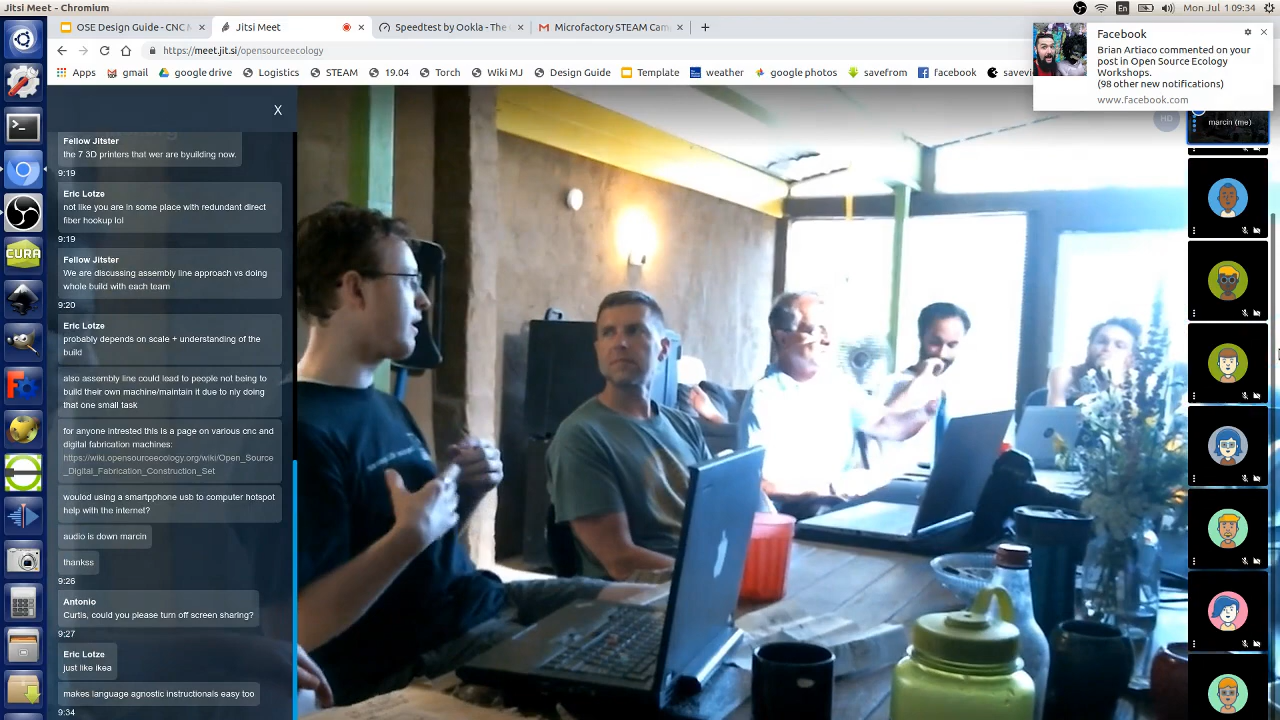 Jitsi Meet - Chromium
En
Mon Jul 1 09:34
OSE Design Guide - CNC
Jitsi Meet
Speedtest by Ookla - The
Microfactory STEAM Cam
https://meet.jit.si/opensourceecology
Apps
gmail
google drive
Logistics
STEAM
19.04
Torch
Wiki MJ
Design Guide
Template
weather
google photos
savefrom
facebook
Facebook
Brian Artiaco commented on your
post in Open Source Ecology
Workshops.
(98 other new notifications)
www.facebook.com
HD
marcin (me)
X
Fellow Jitster
the 7 3D printers that wer are byuilding now.
9:19
Eric Lotze
not like you are in some place with redundant direct
fiber hookup lol
9:19
Fellow Jitster
We are discussing assembly line approach vs doing
whole build with each team
9:20
Eric Lotze
probably depends on scale + understanding of the
build
also assembly line could lead to people not being to
build their own machine/maintain it due to nly doing
that one small task
for anyone intrested this is a page on various cnc and
digital fabrication machines:
https://wiki.opensourceecology.org/wiki/Open_Source
_Digital_Fabrication_Construction_Set
wouiod using a smartpphone usb to computer hotspot
help with the internet?
audio is down marcin
thankss
9:26
Antonio
Curtis, could you please turn off screen sharing?
9:27
Eric Lotze
just like ikea
makes language agnostic instructionals easy too
9:34
CURA